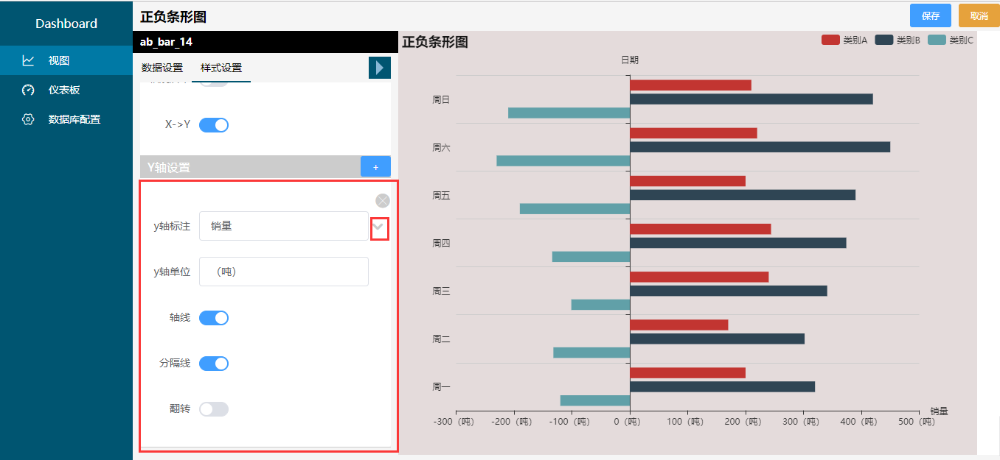 Dashboard
视图
仪表板
数据库配置
正负条形图
保存
取消
ab_bar_14
数据设置
样式设置
X->Y
Y轴设置
+
y轴标注
销量
y轴单位
（吨）
轴线
分隔线
翻转
正负条形图
类别A
类别B
类别C
日期
周日
周六
周五
周四
周三
周二
周一
销量
-300（吨）
-200（吨）
-100（吨）
0（吨）
100（吨）
200（吨）
300（吨）
400（吨）
500（吨）